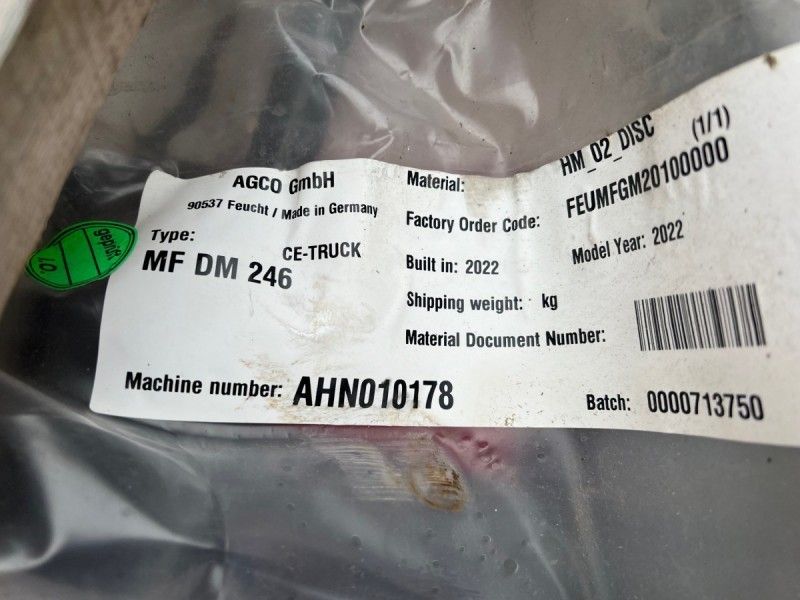 AGCO GmbH
90537 Feucht / Made in Germany
Type:
CE-TRUCK
MF DM 246
Machine number: AHN010178
Material: HM_02_DISC (1/1)
Factory Order Code: FEUMFGM20100000
Built in: 2022 Model Year: 2022
Shipping weight: kg
Material Document Number:
Batch: 0000713750
geprüft